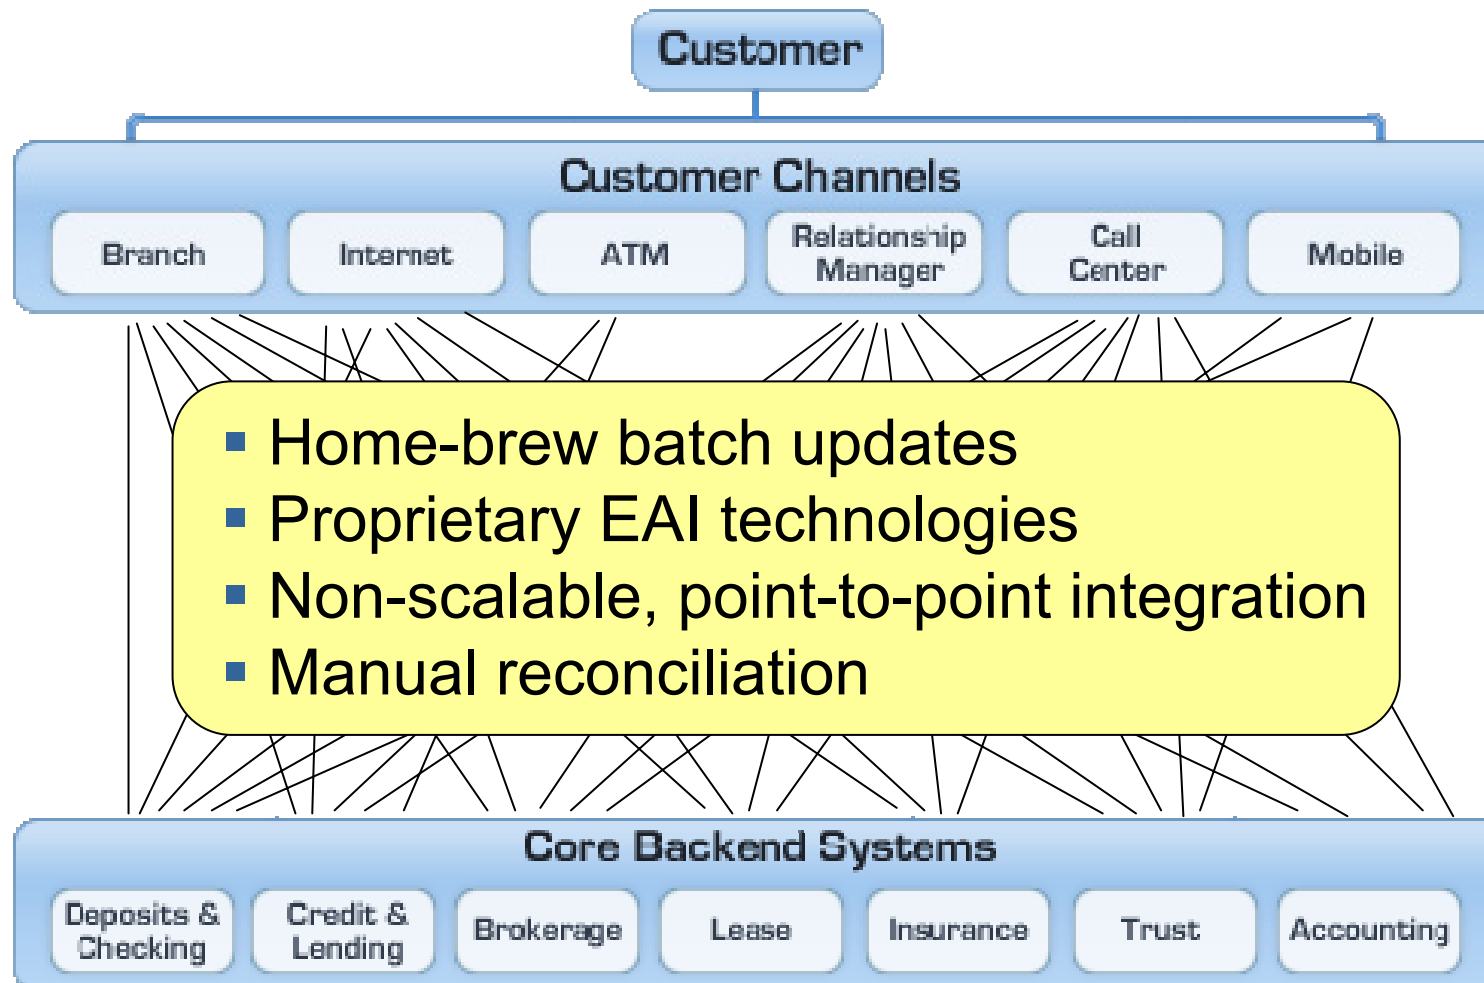 Customer
Customer Channels
Branch
Internet
ATM
Relationship
Manager
Call
Center
Mobile
▪ Home-brew batch updates
▪ Proprietary EAI technologies
▪ Non-scalable, point-to-point integration
▪ Manual reconciliation
Core Backend Systems
Deposits &
Checking
Credit &
Lending
Brokerage
Lease
Insurance
Trust
Accounting